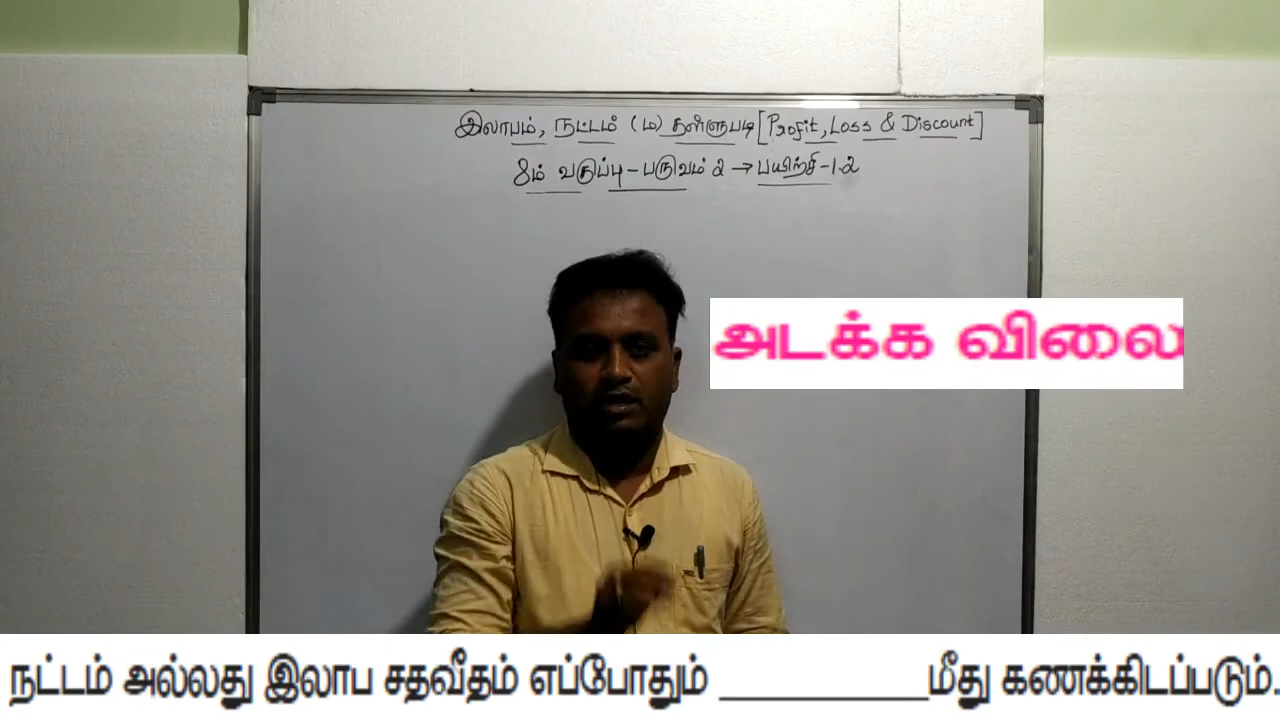 இலாபம், நட்டம் (ம) தள்ளுபடி [Profit, Loss & Discount]
8ம் வகுப்பு - பருவம் 2 → பயிற்சி - 1.2
அடக்க விலை
நட்டம் அல்லது இலாப சதவீதம் எப்போதும் __________மீது கணக்கிடப்படும்.